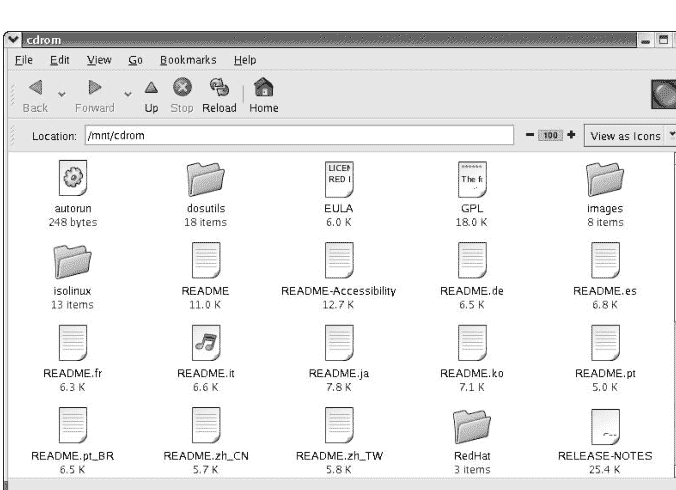 cdrom
File Edit View Go Bookmarks Help
Back Forward Up Stop Reload Home
Location: /mnt/cdrom 100 View as Icons
LICEN
RED I
The f
autorun dosutils EULA GPL images
248 bytes 18 items 6.0 K 18.0 K 8 items
isolinux README README-Accessibility README.de README.es
13 items 11.0 K 12.7 K 6.5 K 6.8 K
README.fr README.it README.ja README.ko README.pt
6.3 K 6.6 K 7.8 K 7.1 K 5.0 K
README.pt_BR README.zh_CN README.zh_TW RedHat RELEASE-NOTES
6.5 K 5.7 K 5.8 K 3 items 25.4 K